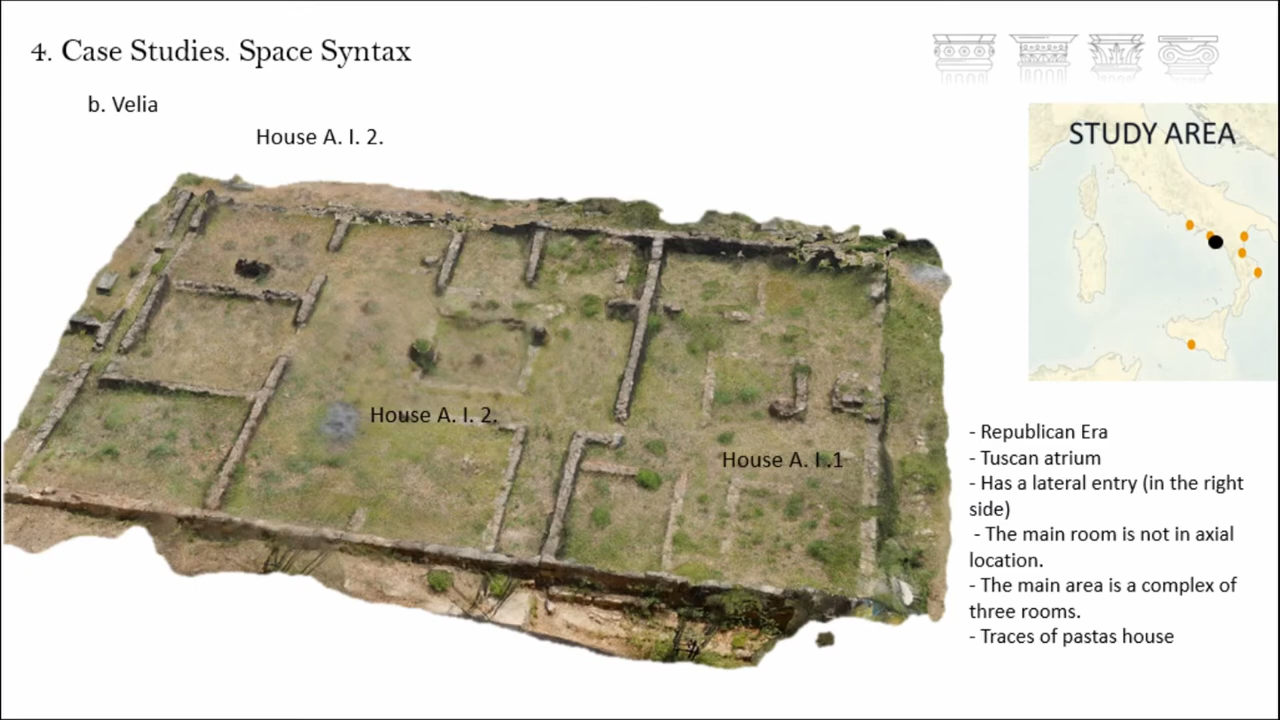 4. Case Studies. Space Syntax
b. Velia
House A. I. 2.
STUDY AREA
House A. I. 2.
House A. I .1
- Republican Era
- Tuscan atrium
- Has a lateral entry (in the right
side)
- The main room is not in axial
location.
- The main area is a complex of
three rooms.
- Traces of pastas house